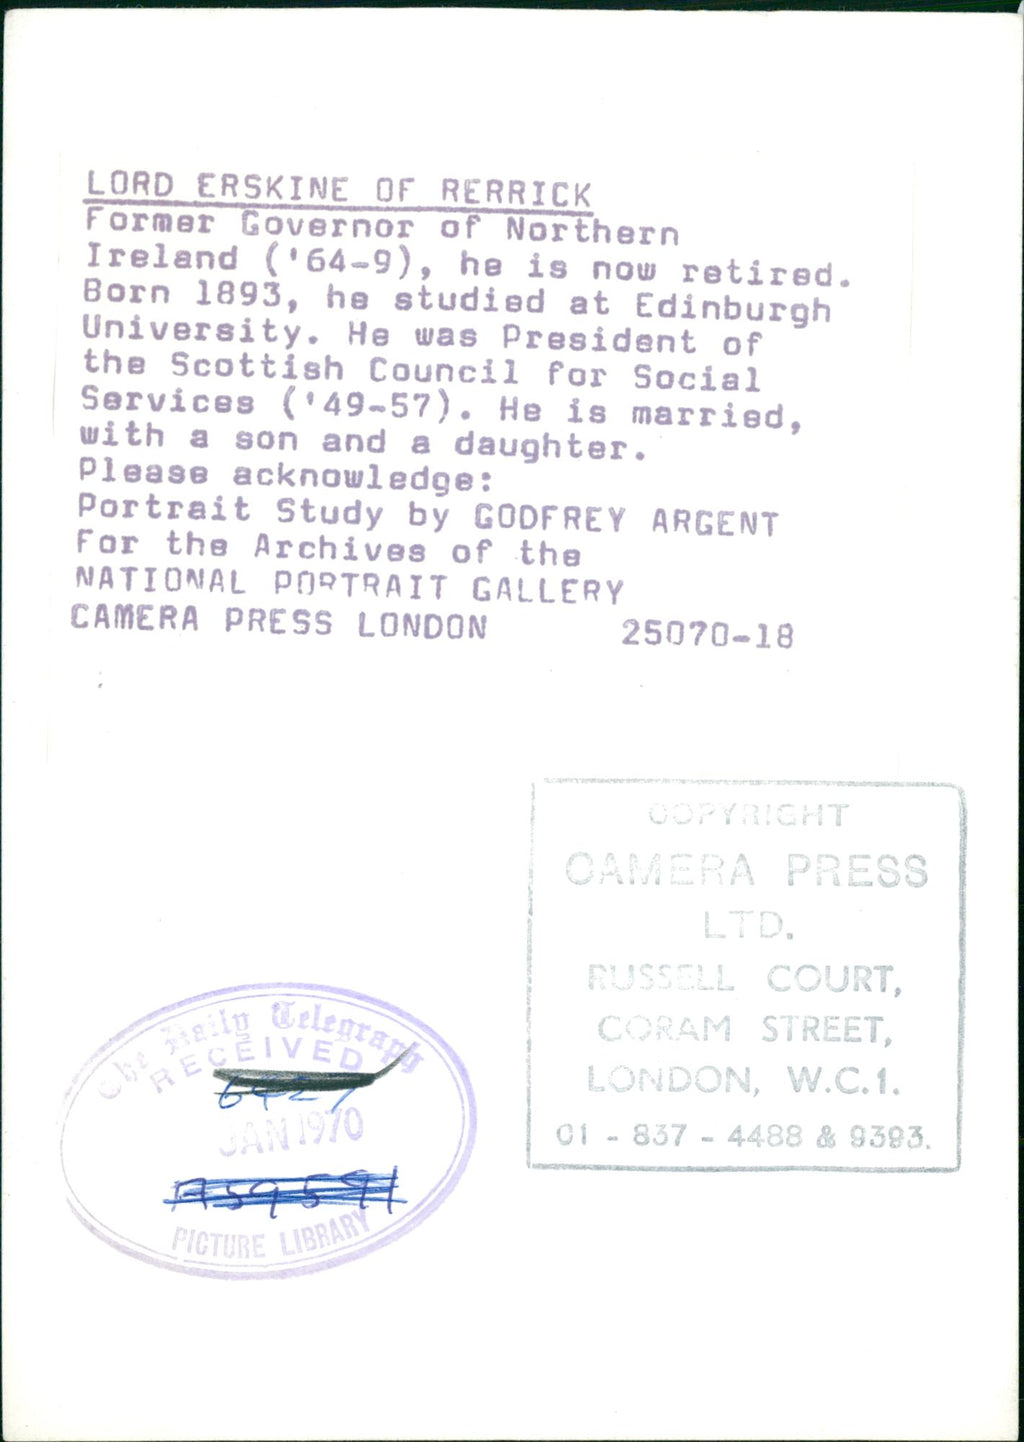 LORD ERSKINE OF RERRICK
Former Governor of Northern
Ireland ('64-9), he is now retired.
Born 1893, he studied at Edinburgh
University. He was President of
the Scottish Council for Social
Services ('49-57). He is married,
with a son and a daughter.
Please acknowledge:
Portrait Study by GODFREY ARGENT
For the Archives of the
NATIONAL PORTRAIT GALLERY
CAMERA PRESS LONDON 25070-18
COPYRIGHT
CAMERA PRESS
LTD.
RUSSELL COURT,
CORAM STREET,
LONDON, W.C.1.
01 - 837 - 4488 & 9393.
The Daily Telegraph
RECEIVED
JAN 1970
A59591
PICTURE LIBRARY